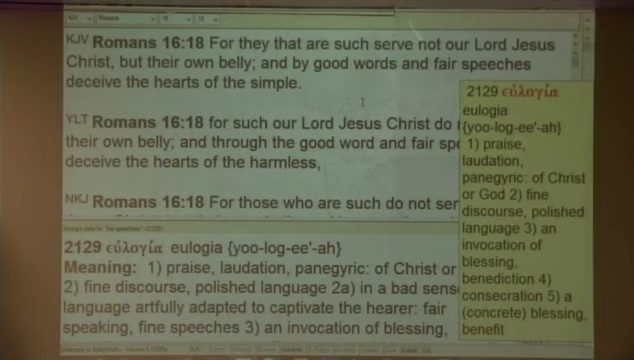 KJV Romans 16:18 For they that are such serve not our Lord Jesus
Christ, but their own belly; and by good words and fair speeches
deceive the hearts of the simple.
YLT Romans 16:18 for such our Lord Jesus Christ do
their own belly; and through the good word and fair spe
deceive the hearts of the harmless,
NKJ Romans 16:18 For those who are such do not ser
2129 εὐλογία eulogia {yoo-log-ee'-ah}
Meaning: 1) praise, laudation, panegyric: of Christ or
2) fine discourse, polished language 2a) in a bad sens
language artfully adapted to captivate the hearer: fair
speaking, fine speeches 3) an invocation of blessing,
2129 εὐλογία
eulogia
{yoo-log-ee'-ah}
1) praise,
laudation,
panegyric: of Christ
or God 2) fine
discourse, polished
language 3) an
invocation of
blessing,
benediction 4)
consecration 5) a
(concrete) blessing,
benefit